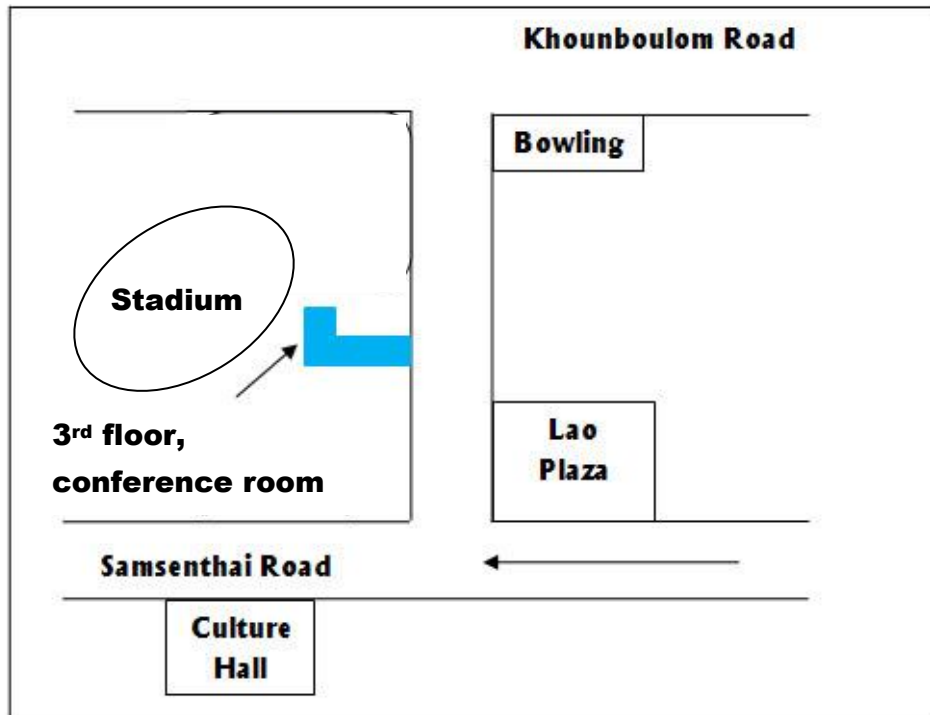 Khounboulom Road
Bowling
Stadium
3rd floor,
conference room
Lao
Plaza
Samsenthai Road
Culture
Hall